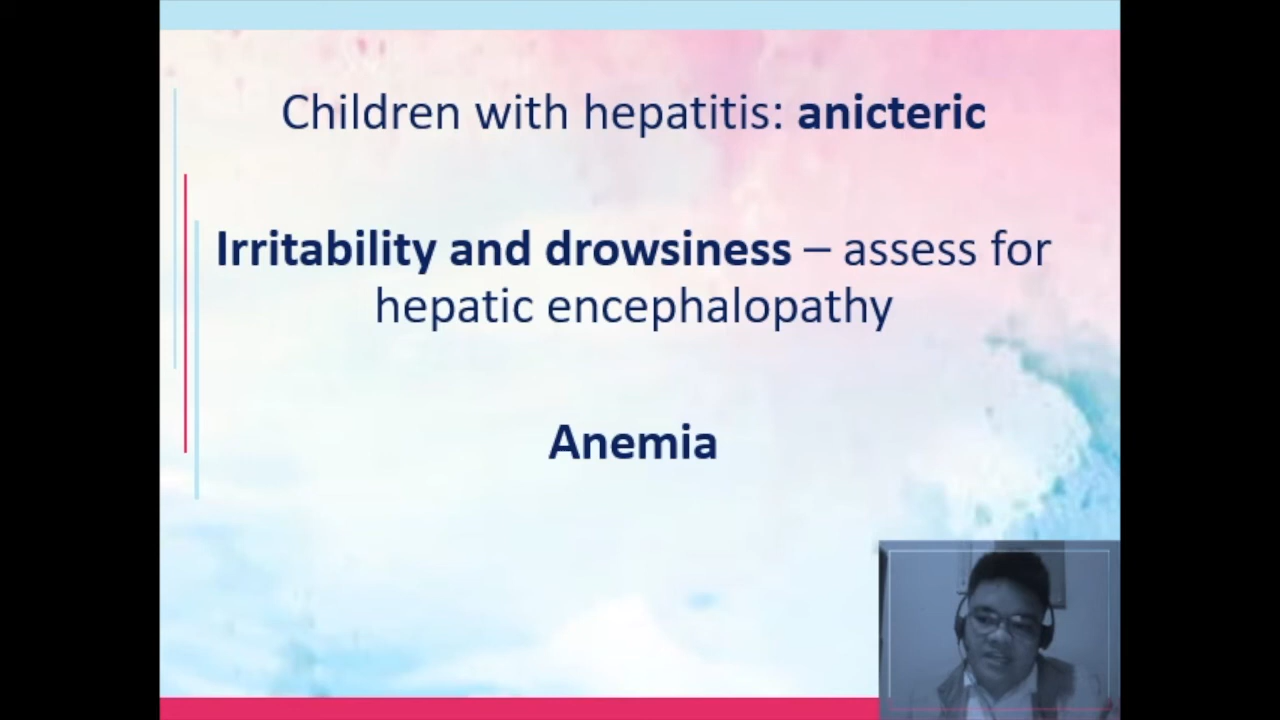 Children with hepatitis: anicteric
Irritability and drowsiness – assess for
hepatic encephalopathy
Anemia